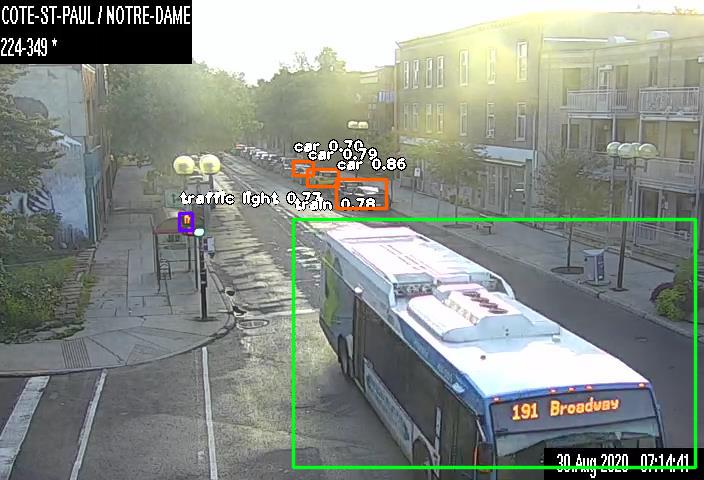 COTE-ST-PAUL / NOTRE-DAME
224-349 *
car 0.70
car 0.79
car 0.86
traffic light 0.77
train 0.78
191 Broadway
30 Aug 2020 07:14:41